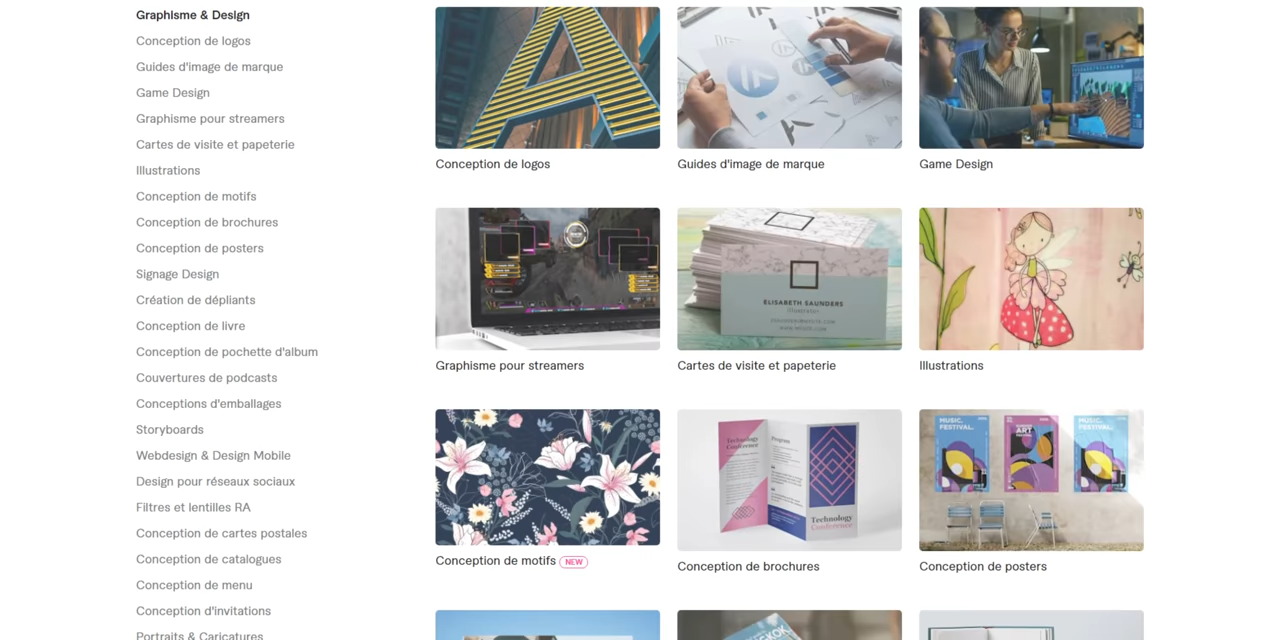 Graphisme & Design
Conception de logos
Guides d'image de marque
Game Design
Graphisme pour streamers
Cartes de visite et papeterie
Illustrations
Conception de motifs
Conception de brochures
Conception de posters
Signage Design
Création de dépliants
Conception de livre
Conception de pochette d'album
Couvertures de podcasts
Conceptions d'emballages
Storyboards
Webdesign & Design Mobile
Design pour réseaux sociaux
Filtres et lentilles RA
Conception de cartes postales
Conception de catalogues
Conception de menu
Conception d'invitations
Portraits & Caricatures
A
Conception de logos
Guides d'image de marque
Game Design
ELISABETH SAUNDERS
illustrator
Graphisme pour streamers
Cartes de visite et papeterie
Illustrations
Technology
Conference
Progress
Technology
Conference
MUSIC.
FESTIVAL.
ART
MUSIC.
FESTIVAL.
Conception de motifs NEW
Conception de brochures
Conception de posters